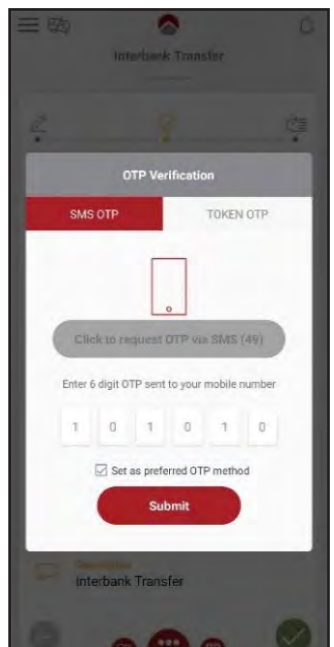 Interbank Transfer
OTP Verification
SMS OTP TOKEN OTP
Click to request OTP via SMS (49)
Enter 6 digit OTP sent to your mobile number
1 0 1 0 1 0
Set as preferred OTP method
Submit
Interbank Transfer